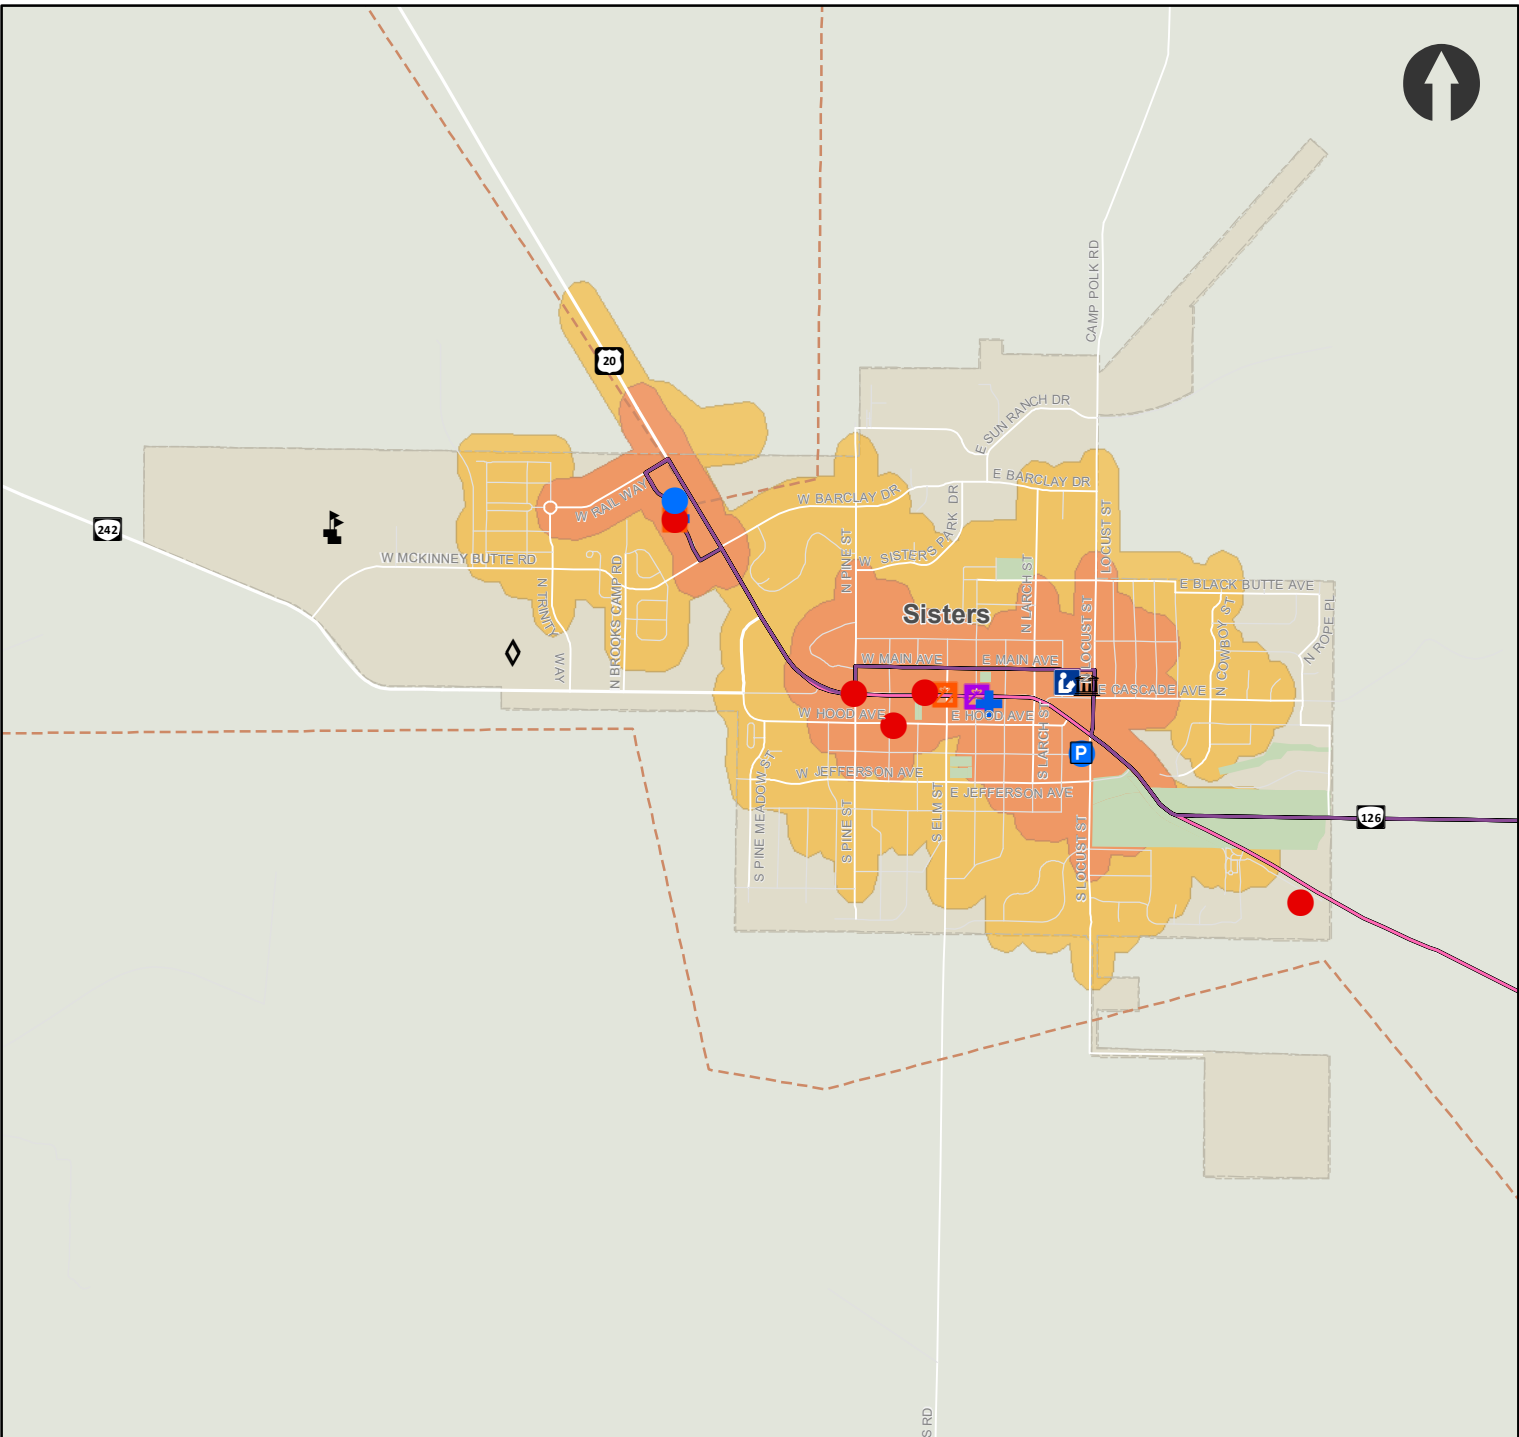 CAMP POLK RD
20
E SUN RANCH DR
E BARCLAY DR
W BARCLAY DR
W RAIL WAY
242
N PINE ST
W SISTERS PARK DR
LOCUST ST
W MCKINNEY BUTTE RD
N TRINITY WAY
N BROOKS CAMP RD
N LARCH ST
E BLACK BUTTE AVE
N COWBOY ST
N ROPE PL
Sisters
N LOCUST ST
W MAIN AVE
E MAIN AVE
E CASCADE AVE
W HOOD AVE
E HOOD AVE
S LARCH ST
P
S PINE MEADOW ST
W JEFFERSON AVE
E JEFFERSON AVE
S PINE ST
S ELM ST
S LOCUST ST
126
S RD